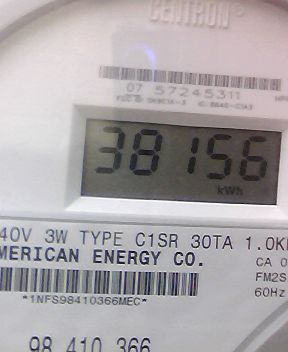 CENTRON®
07 57245311
38156
kWh
40V 3W TYPE C1SR 30TA 1.0K
MERICAN ENERGY CO.
CA 0
FM2S
60Hz
*1NFS98410366MEC*
98 410 366